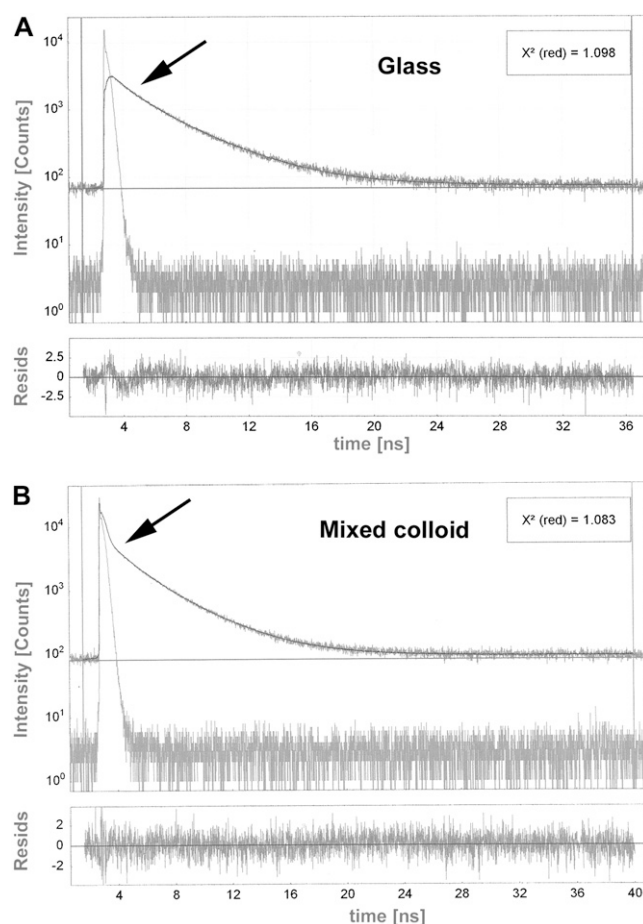 A
Glass
X² (red) = 1.098
Intensity [Counts]
10⁴
10³
10²
10¹
10⁰
Resids
2.5
0
-2.5
4 8 12 16 20 24 28 32 36
time [ns]
B
Mixed colloid
X² (red) = 1.083
Intensity [Counts]
10⁴
10³
10²
10¹
10⁰
Resids
2
0
-2
4 8 12 16 20 24 28 32 36 40
time [ns]